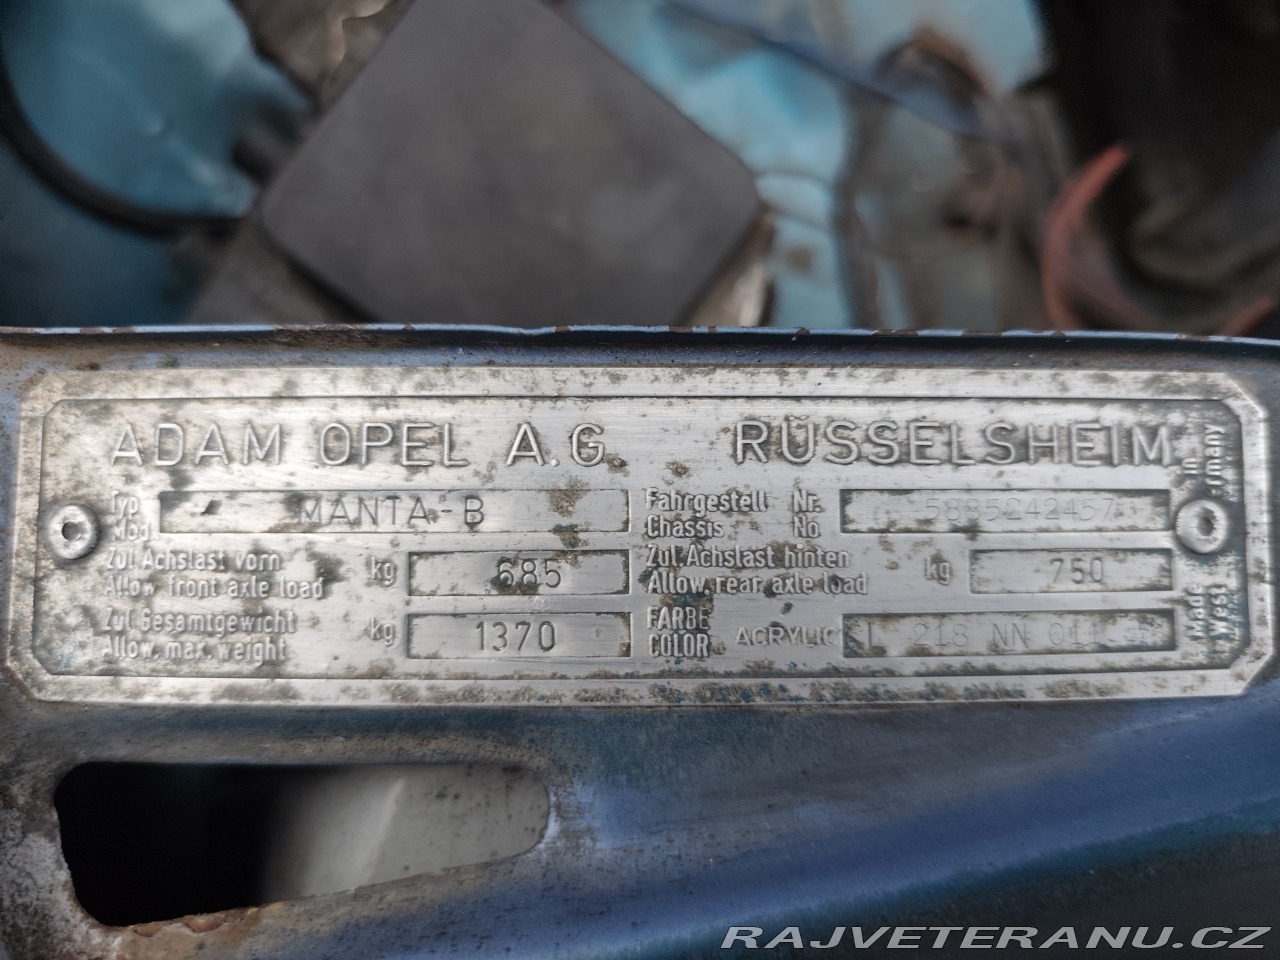 ADAM OPEL A.G. RÜSSELSHEIM
Typ
Mod. MANTA-B
Fahrgestell Nr.
Chassis No 5885242457
Zul. Achslast vorn
Allow. front axle load kg 685
Zul. Achslast hinten
Allow. rear axle load kg 750
Zul. Gesamtgewicht
Allow. max. weight kg 1370
FARBE
COLOR ACRYLIC L 218 NN 011
Made in
West Germany
RAJVETERANU.CZ